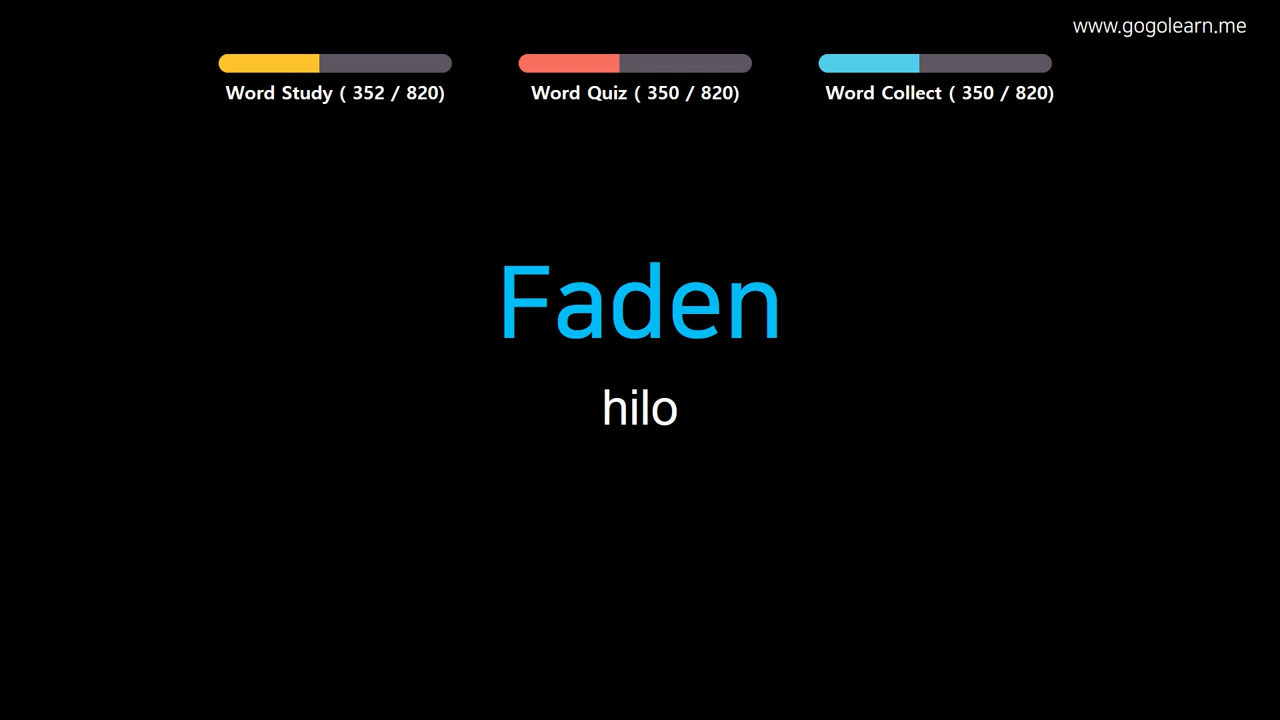 www.gogolearn.me
Word Study ( 352 / 820)
Word Quiz ( 350 / 820)
Word Collect ( 350 / 820)
Faden
hilo